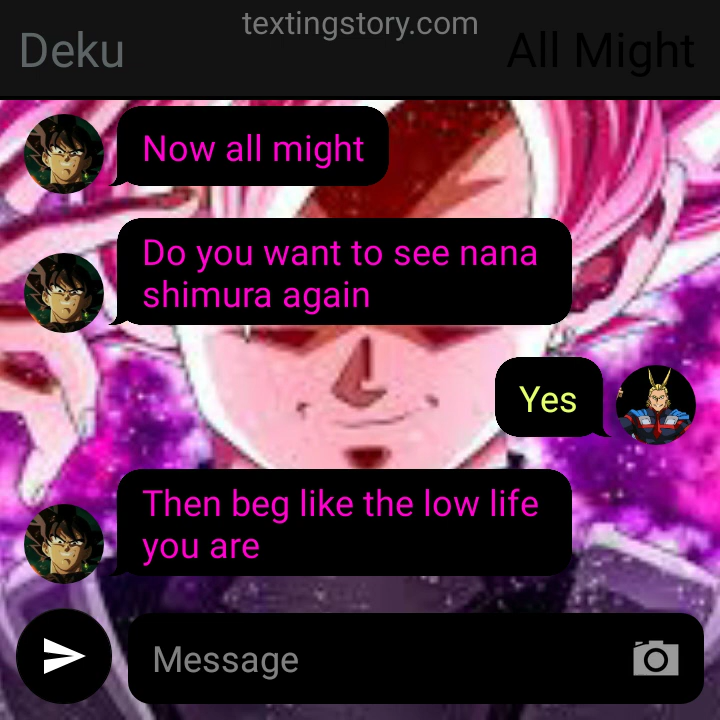 textingstory.com
Deku
All Might
Now all might
Do you want to see nana
shimura again
Yes
Then beg like the low life
you are
Message